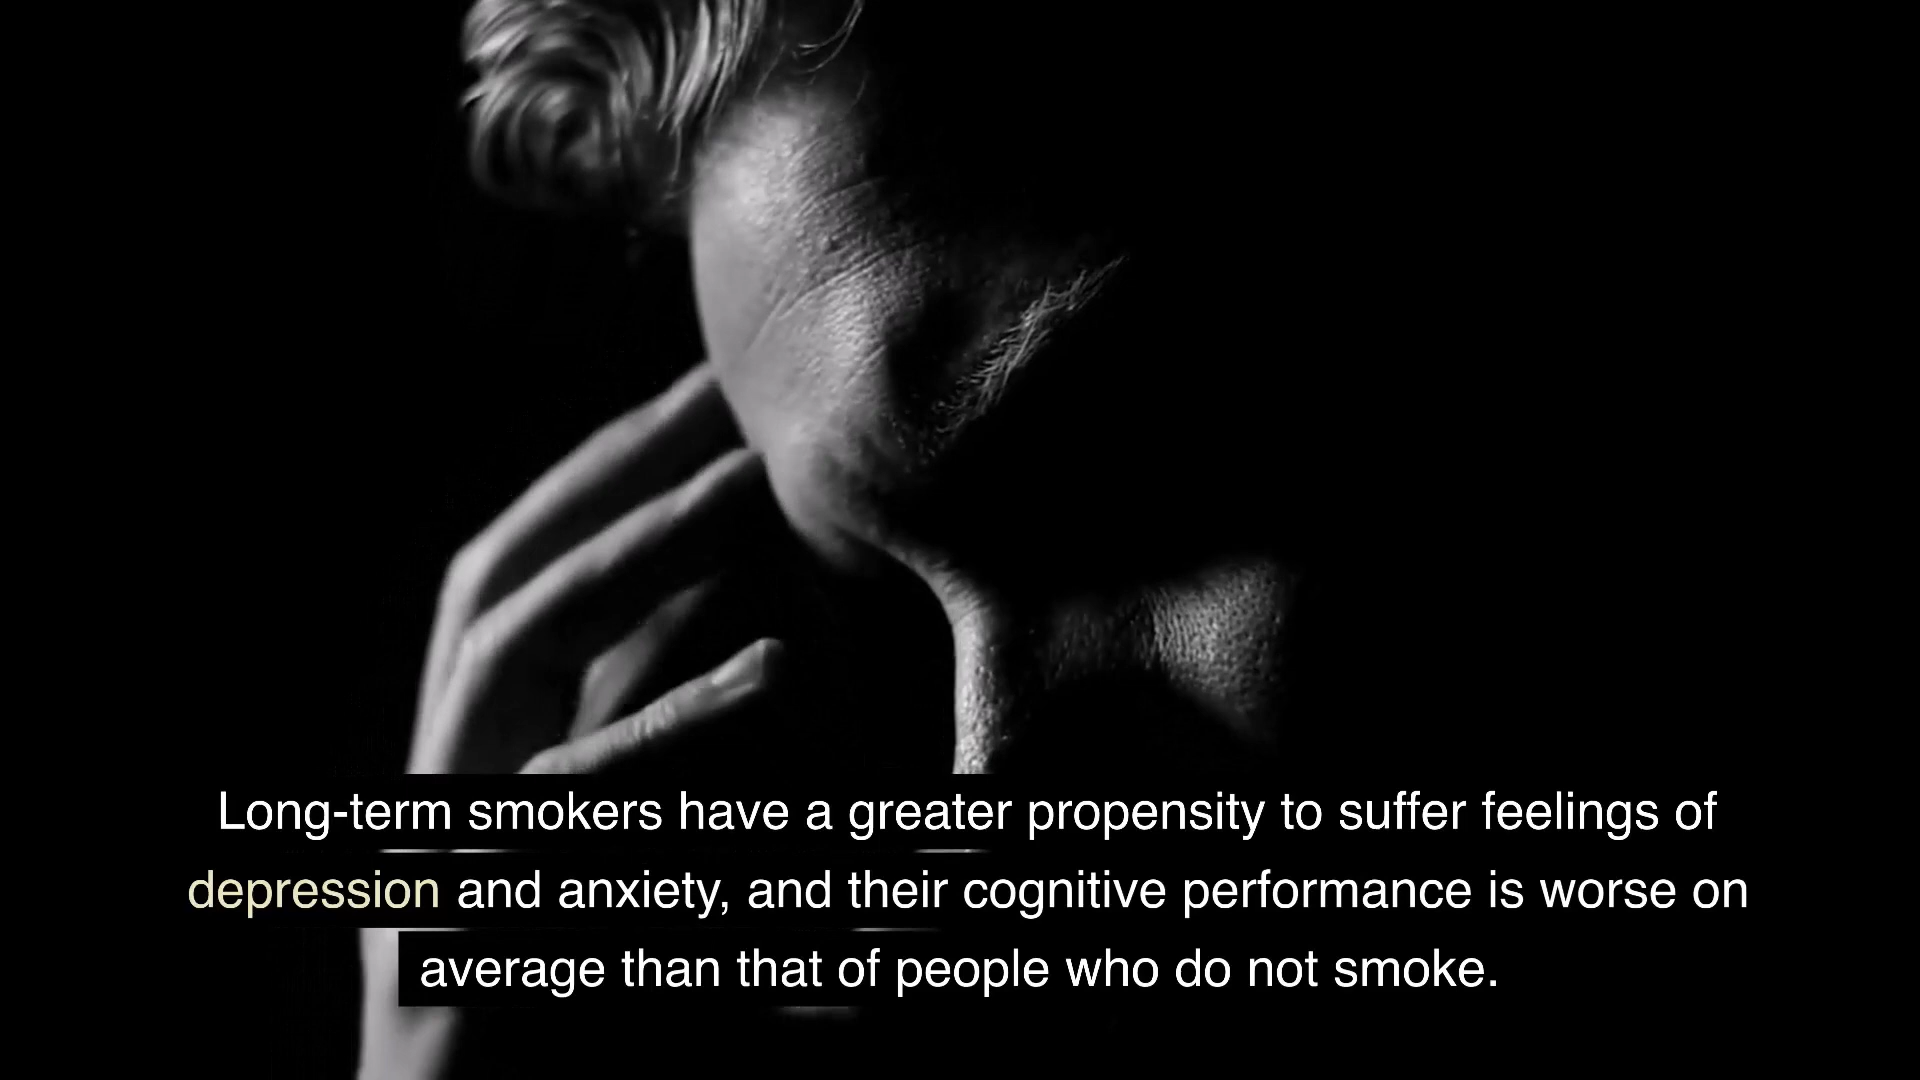 Long-term smokers have a greater propensity to suffer feelings of
depression and anxiety, and their cognitive performance is worse on
average than that of people who do not smoke.